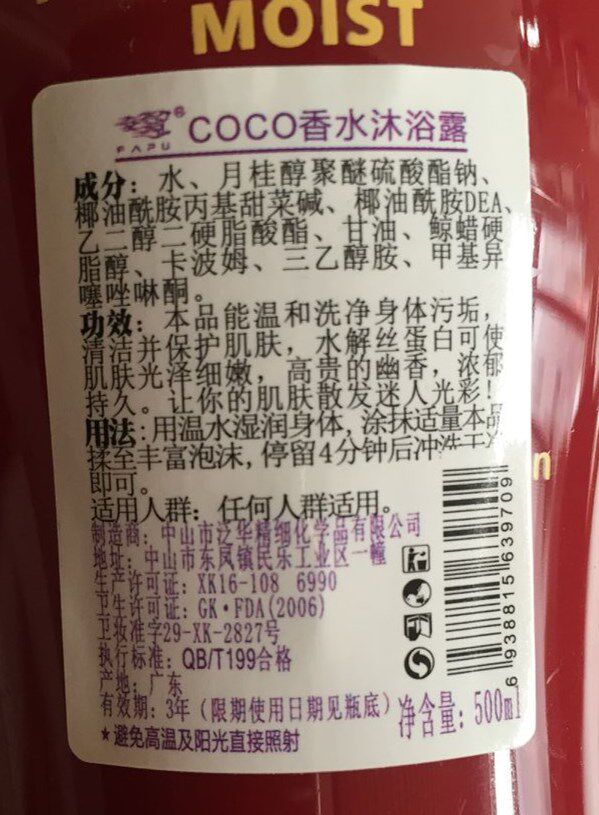 MOIST
FAPU® COCO香水沐浴露
成分：水、月桂醇聚醚硫酸酯钠、
椰油酰胺丙基甜菜碱、椰油酰胺DEA、
乙二醇二硬脂酸酯、甘油、鲸蜡硬
脂醇、卡波姆、三乙醇胺、甲基异
噻唑啉酮。
功效：本品能温和洗净身体污垢，
清洁并保护肌肤，水解丝蛋白可使
肌肤光泽细嫩，高贵的幽香，浓郁
持久。让你的肌肤散发迷人光彩！
用法：用温水湿润身体，涂抹适量本品
揉至丰富泡沫，停留4分钟后冲洗干净
即可。
适用人群：任何人群适用。
制造商：中山市泛华精细化学品有限公司
地址：中山市东凤镇民乐工业区一幢
生产许可证：XK16-108 6990
卫生许可证：GK·FDA(2006)
卫妆准字29-XK-2827号
执行标准：QB/T199合格
产地：广东
有效期：3年（限期使用日期见瓶底）
净含量：500ml
★避免高温及阳光直接照射
6 938815 639709
n